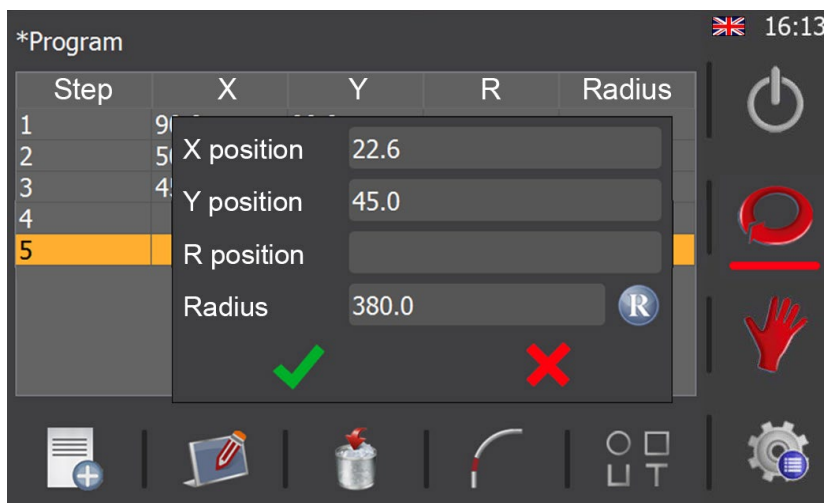 *Program
16:13
Step X Y R Radius
1
2
3
4
5
X position 22.6
Y position 45.0
R position
Radius 380.0 R